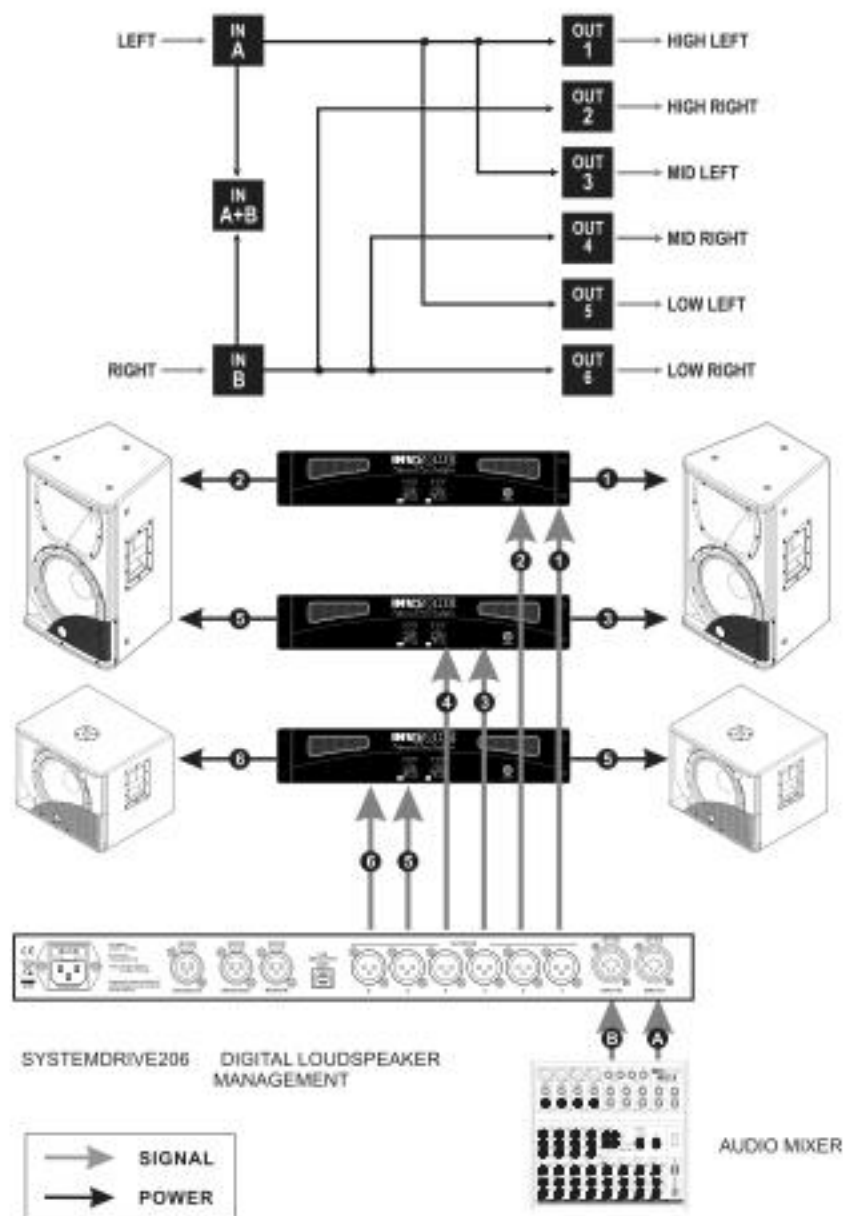 LEFT
IN
A
OUT
1
HIGH LEFT
OUT
2
HIGH RIGHT
OUT
3
MID LEFT
IN
A+B
OUT
4
MID RIGHT
OUT
5
LOW LEFT
RIGHT
IN
B
OUT
6
LOW RIGHT
2
1
2
1
5
3
4
3
6
5
6
5
B
A
SYSTEMDRIVE206 DIGITAL LOUDSPEAKER
MANAGEMENT
AUDIO MIXER
SIGNAL
POWER